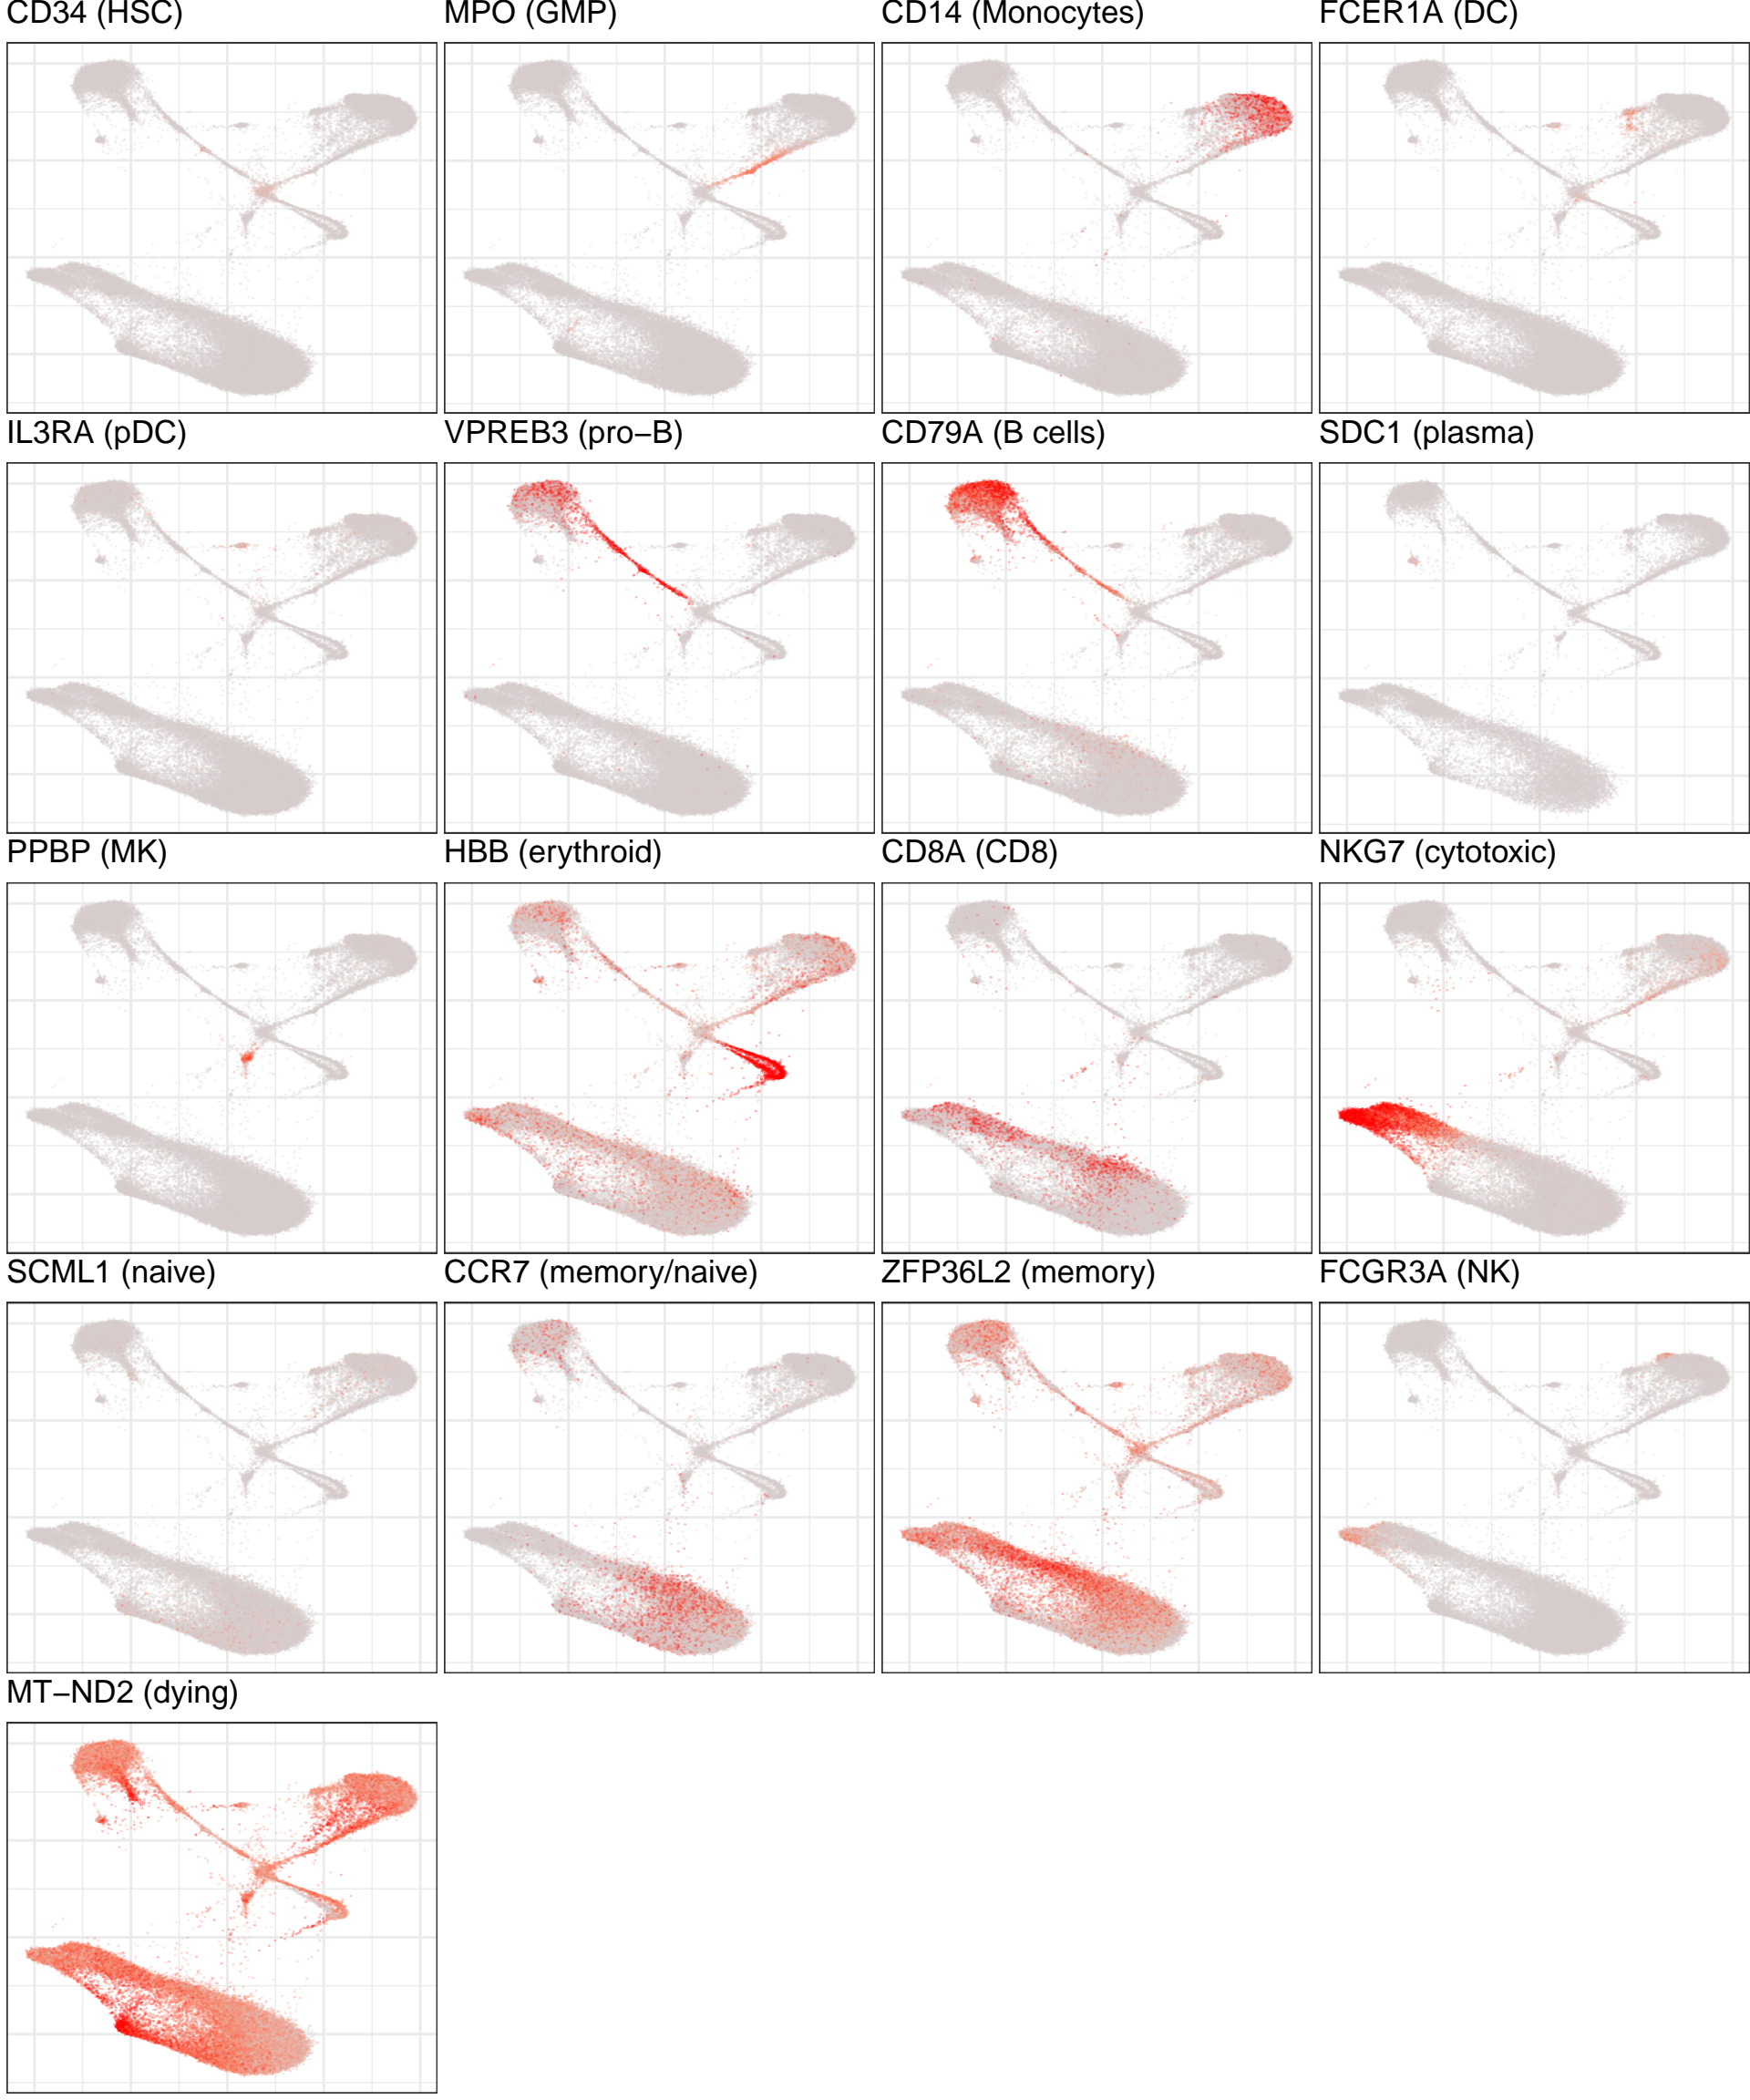 CD34 (HSC)
MPO (GMP)
CD14 (Monocytes)
FCER1A (DC)
IL3RA (pDC)
VPREB3 (pro−B)
CD79A (B cells)
SDC1 (plasma)
PPBP (MK)
HBB (erythroid)
CD8A (CD8)
NKG7 (cytotoxic)
SCML1 (naive)
CCR7 (memory/naive)
ZFP36L2 (memory)
FCGR3A (NK)
MT−ND2 (dying)